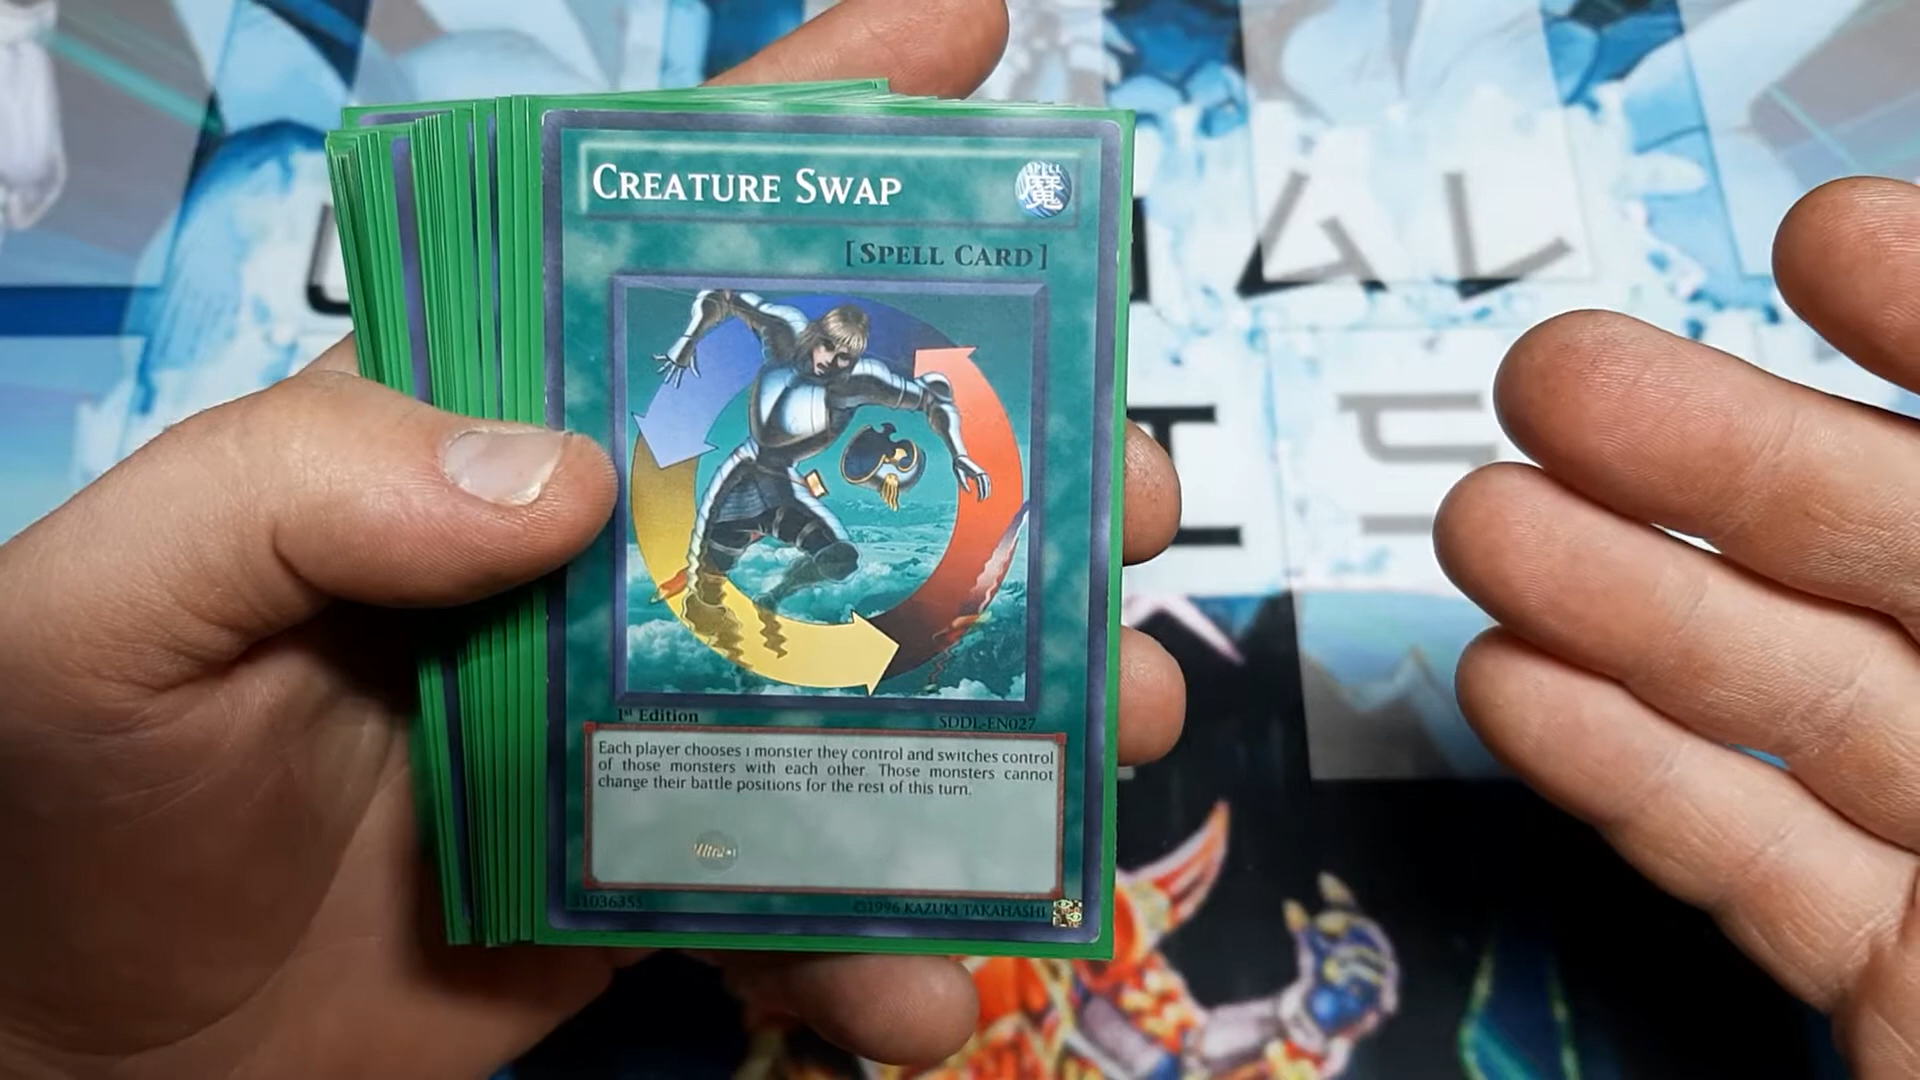 CREATURE SWAP
SPELL
魔
[SPELL CARD]
1st Edition
SDDL-EN027
Each player chooses 1 monster they control and switches control
of those monsters with each other. Those monsters cannot
change their battle positions for the rest of this turn.
31036355
©1996 KAZUKI TAKAHASHI